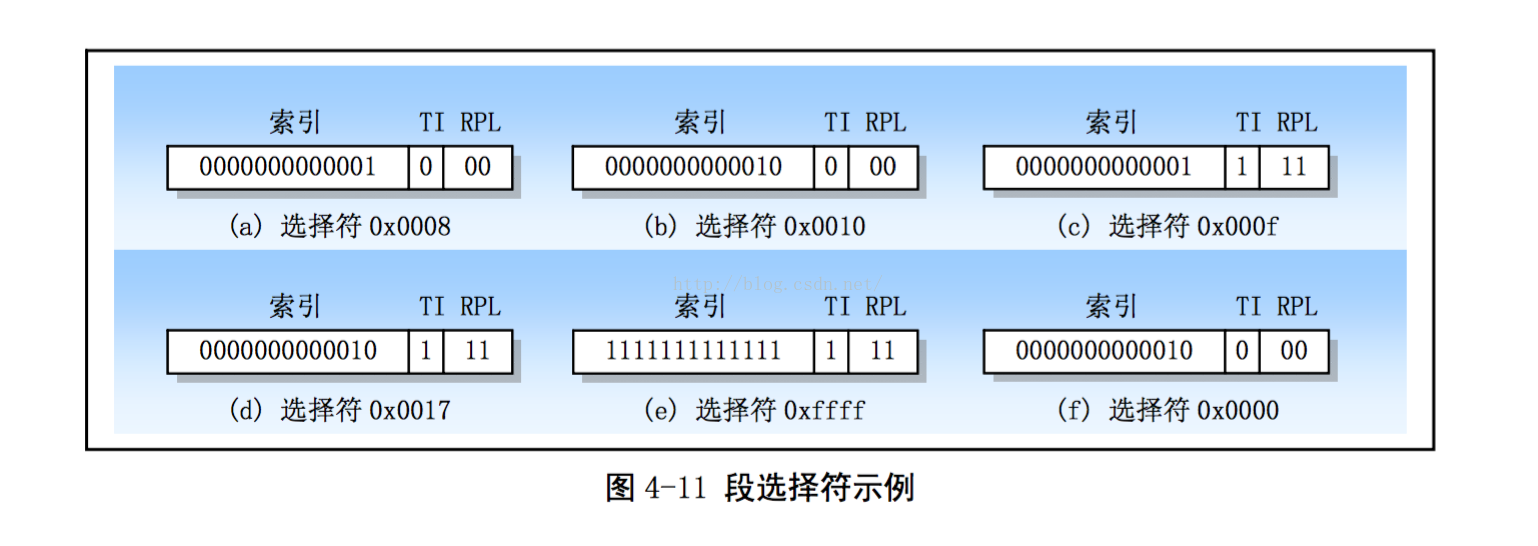 索引 TI RPL 索引 TI RPL 索引 TI RPL
0000000000001 0 00 0000000000010 0 00 0000000000001 1 11
(a) 选择符 0x0008 (b) 选择符 0x0010 (c) 选择符 0x000f
http://blog.csdn.net/
索引 TI RPL 索引 TI RPL 索引 TI RPL
0000000000010 1 11 1111111111111 1 11 0000000000010 0 00
(d) 选择符 0x0017 (e) 选择符 0xffff (f) 选择符 0x0000
图 4-11 段选择符示例